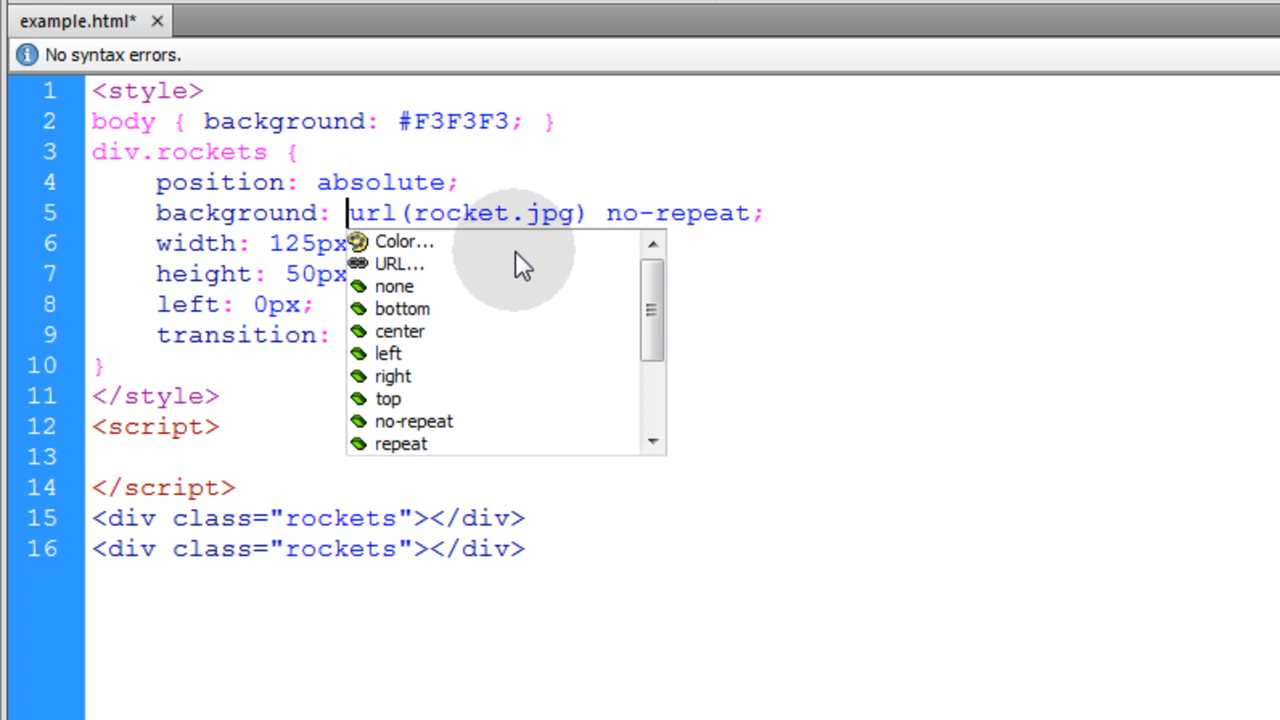 example.html* ×
No syntax errors.
1 <style>
2 body { background: #F3F3F3; }
3 div.rockets {
4 position: absolute;
5 background: url(rocket.jpg) no-repeat;
6 width: 125px
7 height: 50px
8 left: 0px;
9 transition:
10 }
11 </style>
12 <script>
13
14 </script>
15 <div class="rockets"></div>
16 <div class="rockets"></div>
Color...
URL...
none
bottom
center
left
right
top
no-repeat
repeat